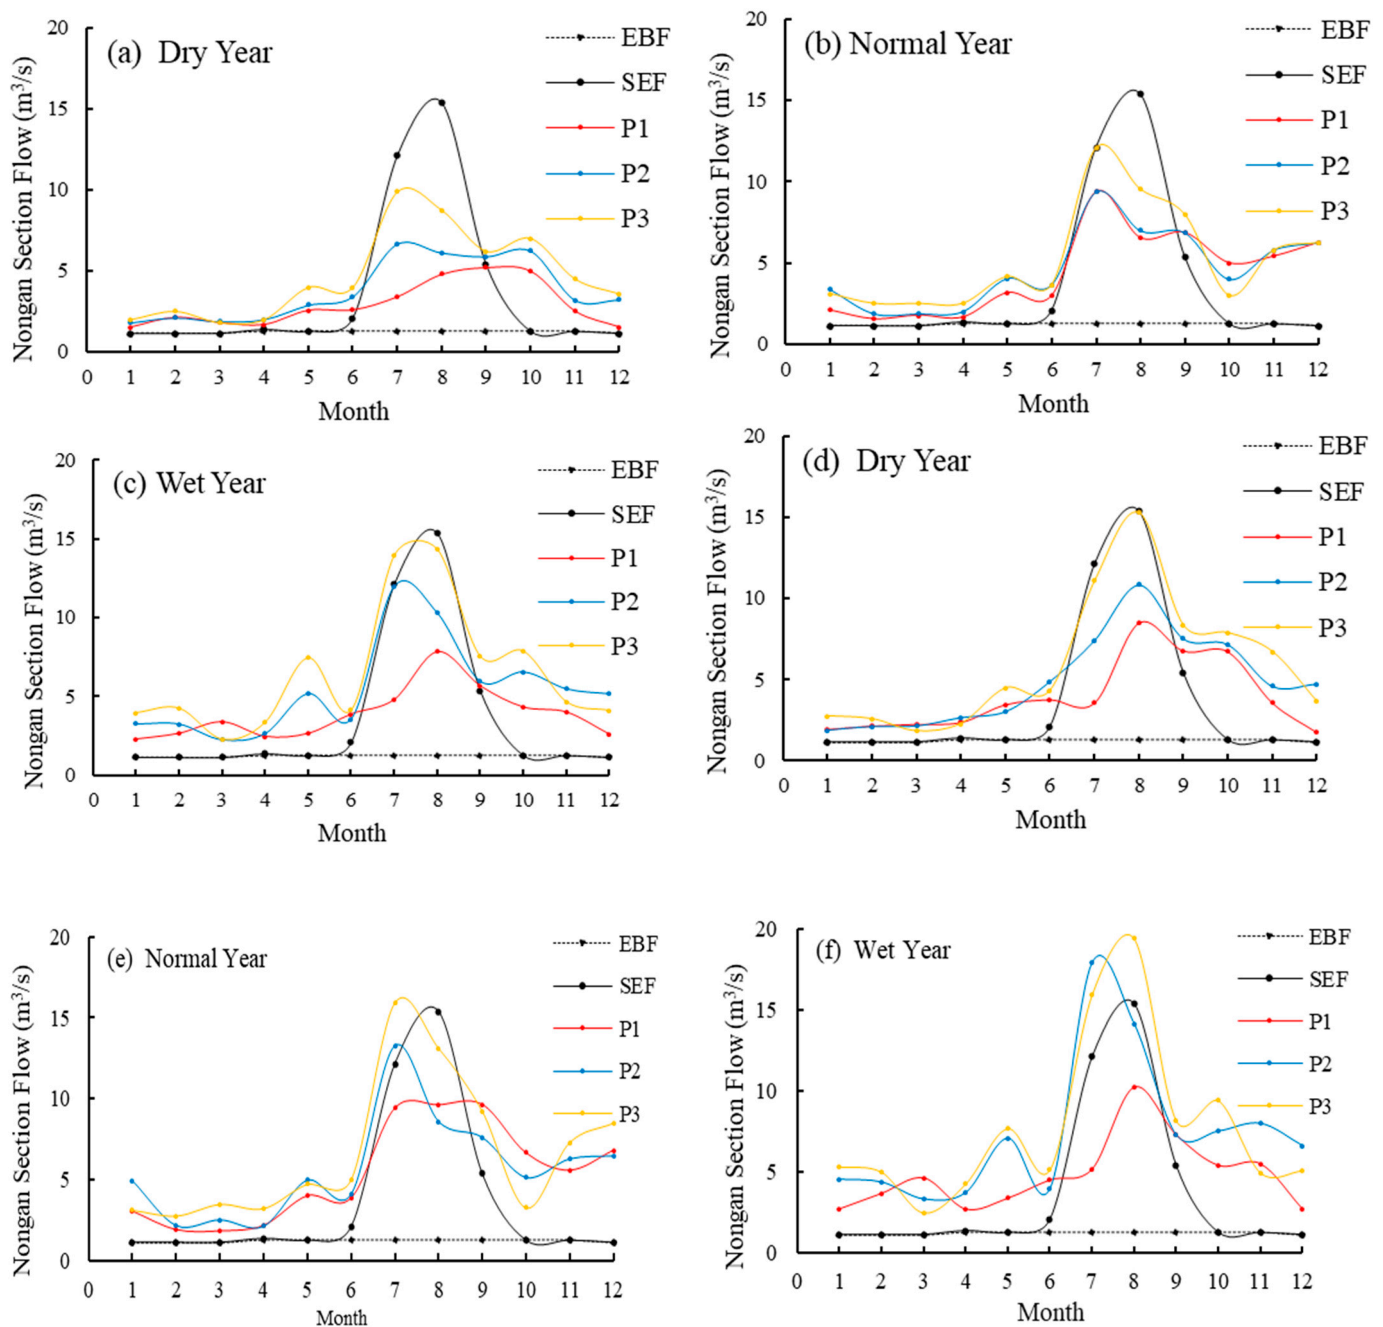 (a) Dry Year
Nongan Section Flow (m³/s)
20
15
10
5
0
0 1 2 3 4 5 6 7 8 9 10 11 12
Month
EBF
SEF
P1
P2
P3
(b) Normal Year
Nongan Section Flow (m³/s)
20
15
10
5
0
0 1 2 3 4 5 6 7 8 9 10 11 12
Month
EBF
SEF
P1
P2
P3
(c) Wet Year
Nongan Section Flow (m³/s)
20
15
10
5
0
0 1 2 3 4 5 6 7 8 9 10 11 12
Month
EBF
SEF
P1
P2
P3
(d) Dry Year
Nongan Section Flow (m³/s)
20
15
10
5
0
0 1 2 3 4 5 6 7 8 9 10 11 12
Month
EBF
SEF
P1
P2
P3
(e) Normal Year
Nongan Section Flow (m³/s)
20
15
10
5
0
0 1 2 3 4 5 6 7 8 9 10 11 12
Month
EBF
SEF
P1
P2
P3
(f) Wet Year
Nongan Section Flow (m³/s)
20
15
10
5
0
0 1 2 3 4 5 6 7 8 9 10 11 12
Month
EBF
SEF
P1
P2
P3